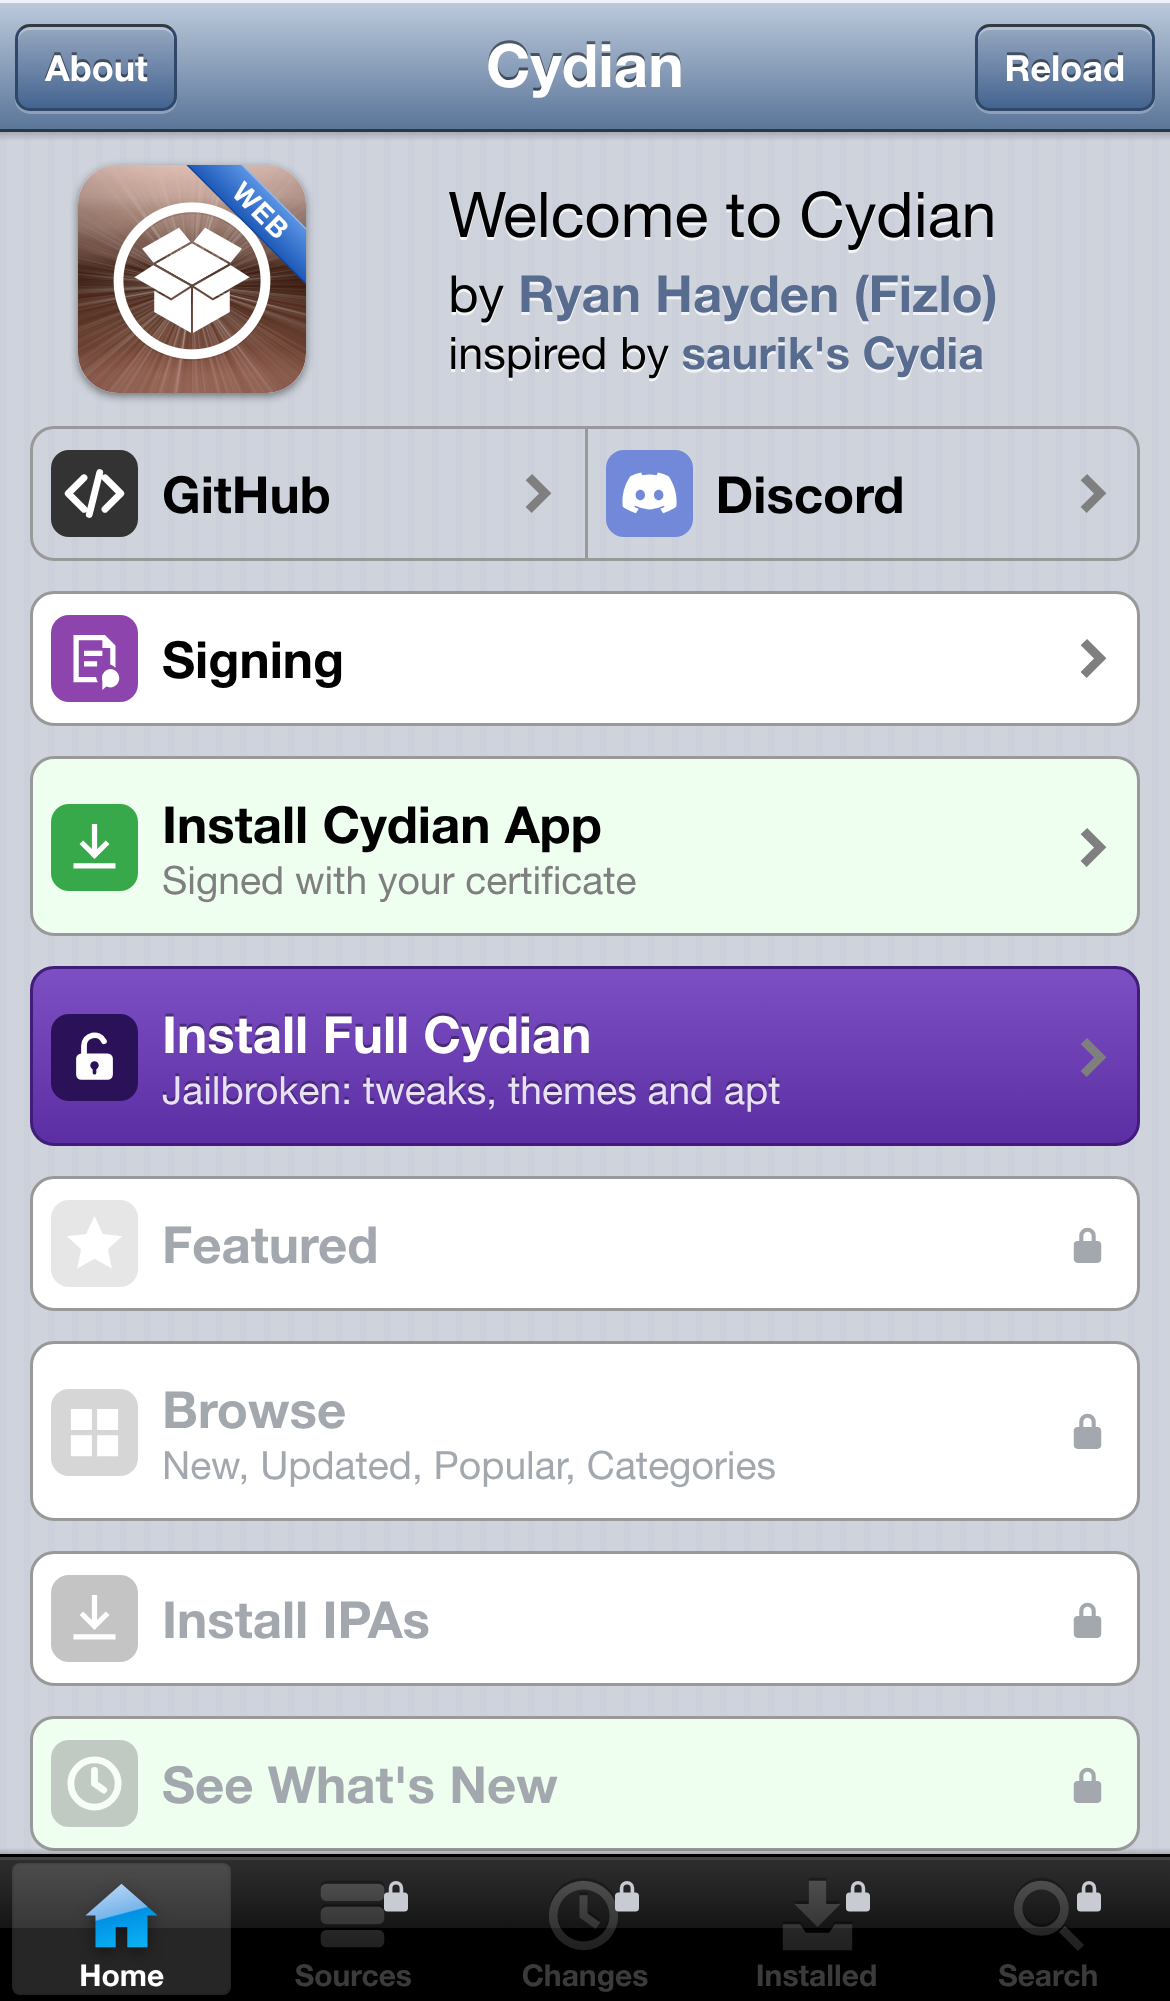 About
Cydian
Reload
WEB
Welcome to Cydian
by Ryan Hayden (Fizlo)
inspired by saurik's Cydia
GitHub
Discord
Signing
Install Cydian App
Signed with your certificate
Install Full Cydian
Jailbroken: tweaks, themes and apt
Featured
Browse
New, Updated, Popular, Categories
Install IPAs
See What's New
Home
Sources
Changes
Installed
Search